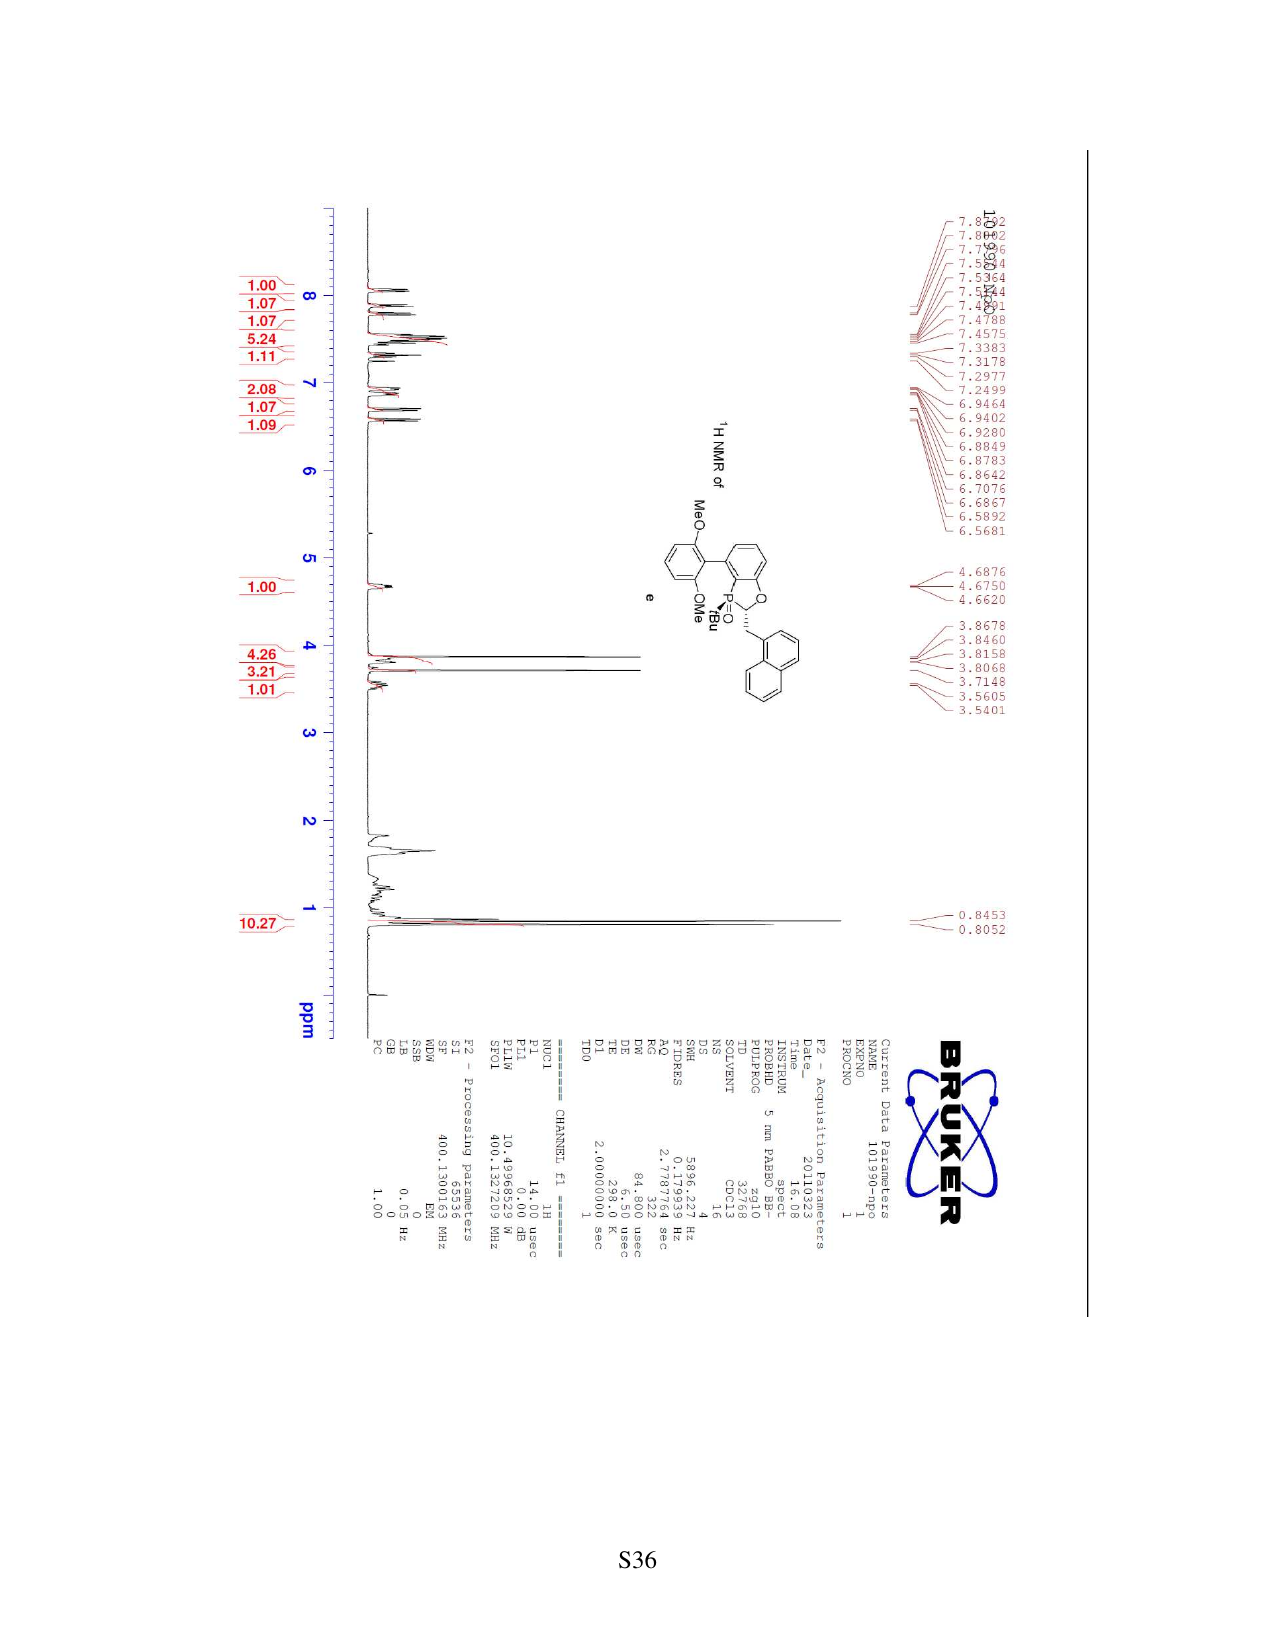 101990-npo
7.8792
7.7796
7.5364
7.4788
7.4575
7.3383
7.3178
7.2977
7.2499
6.9464
6.9402
6.9280
6.8849
6.8783
6.8642
6.7076
6.6867
6.5892
6.5681
4.6876
4.6750
4.6620
3.8678
3.8460
3.8158
3.8068
3.7148
3.5605
3.5401
0.8453
0.8052
BRUKER
Current Data Parameters
NAME 101990-npo
EXPNO 1
PROCNO 1
F2 - Acquisition Parameters
Date_ 20110323
Time 16.08
INSTRUM spect
PROBHD 5 mm PABBO BB-
PULPROG zg10
TD 32768
SOLVENT CDCl3
NS 16
DS 4
SWH 5896.227 Hz
FIDRES 0.179939 Hz
AQ 2.7787764 sec
RG 322
DW 84.800 usec
DE 6.50 usec
TE 298.0 K
D1 2.00000000 sec
TD0 1
======== CHANNEL f1 ========
NUC1 1H
P1 14.00 usec
PL1 0.00 dB
PL1W 10.49968529 W
SFO1 400.1327209 MHz
F2 - Processing parameters
SI 65536
SF 400.1300163 MHz
WDW EM
SSB 0
LB 0.05 Hz
GB 0
PC 1.00
1H NMR of
MeO
OMe
P
O
O
tBu
e
8 7 6 5 4 3 2 1 ppm
1.00
1.07
1.07
5.24
1.11
2.08
1.07
1.09
1.00
4.26
3.21
1.01
10.27
S36